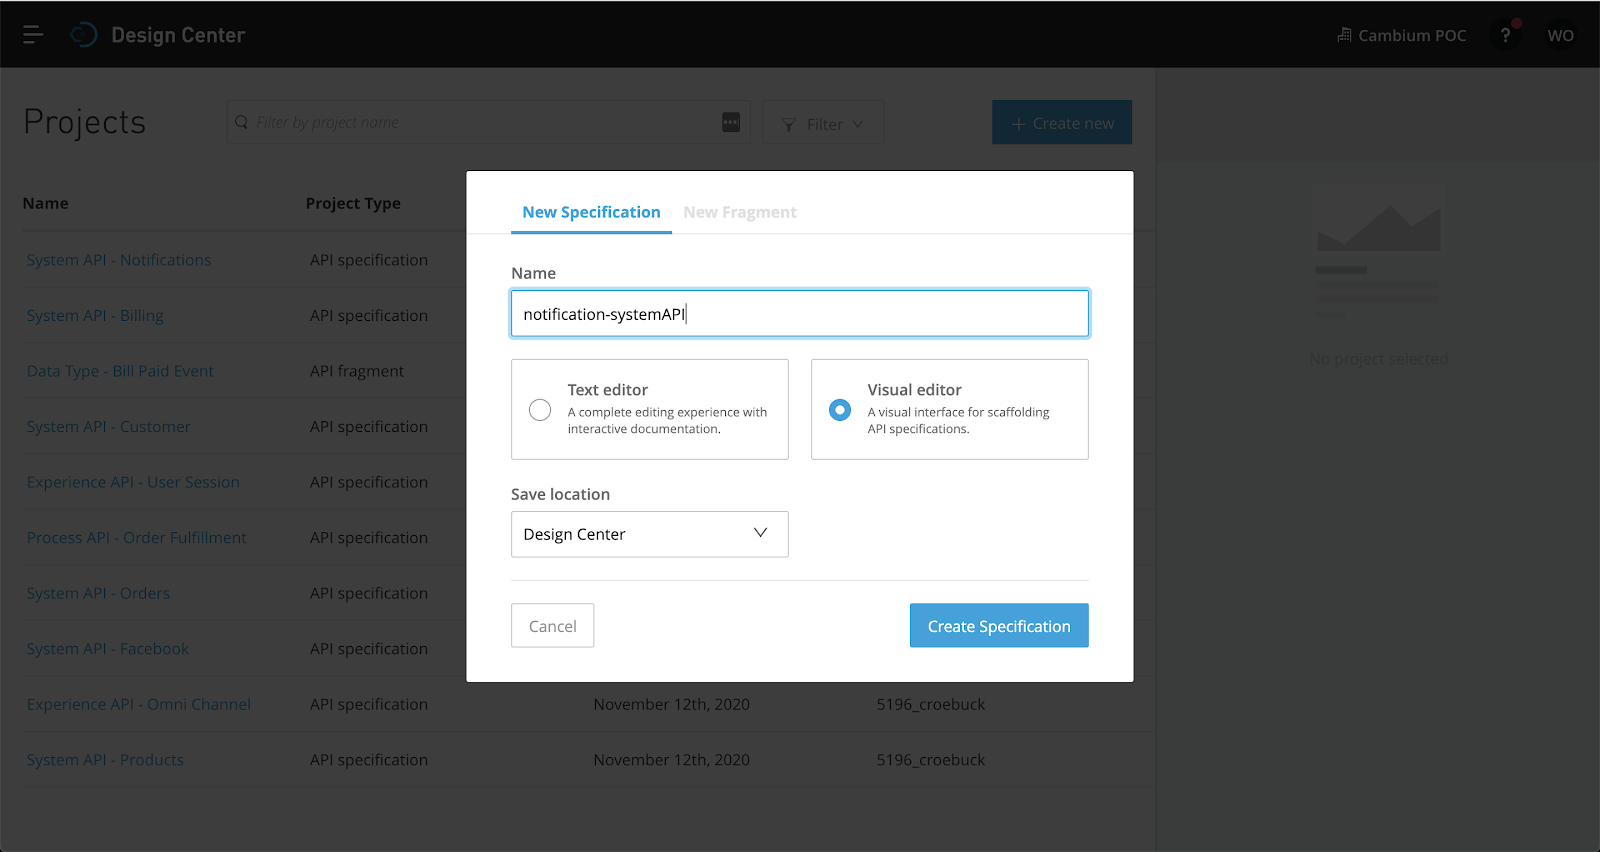 Design Center
Cambium POC
?
WO
Projects
Filter by project name
Filter
+ Create new
Name
Project Type
System API - Notifications
API specification
System API - Billing
API specification
Data Type - Bill Paid Event
API fragment
System API - Customer
API specification
Experience API - User Session
API specification
Process API - Order Fulfillment
API specification
System API - Orders
API specification
System API - Facebook
API specification
Experience API - Omni Channel
API specification
November 12th, 2020
5196_croebuck
System API - Products
API specification
November 12th, 2020
5196_croebuck
New Specification
New Fragment
Name
notification-systemAPI
Text editor
A complete editing experience with
interactive documentation.
Visual editor
A visual interface for scaffolding
API specifications.
Save location
Design Center
Cancel
Create Specification
No project selected